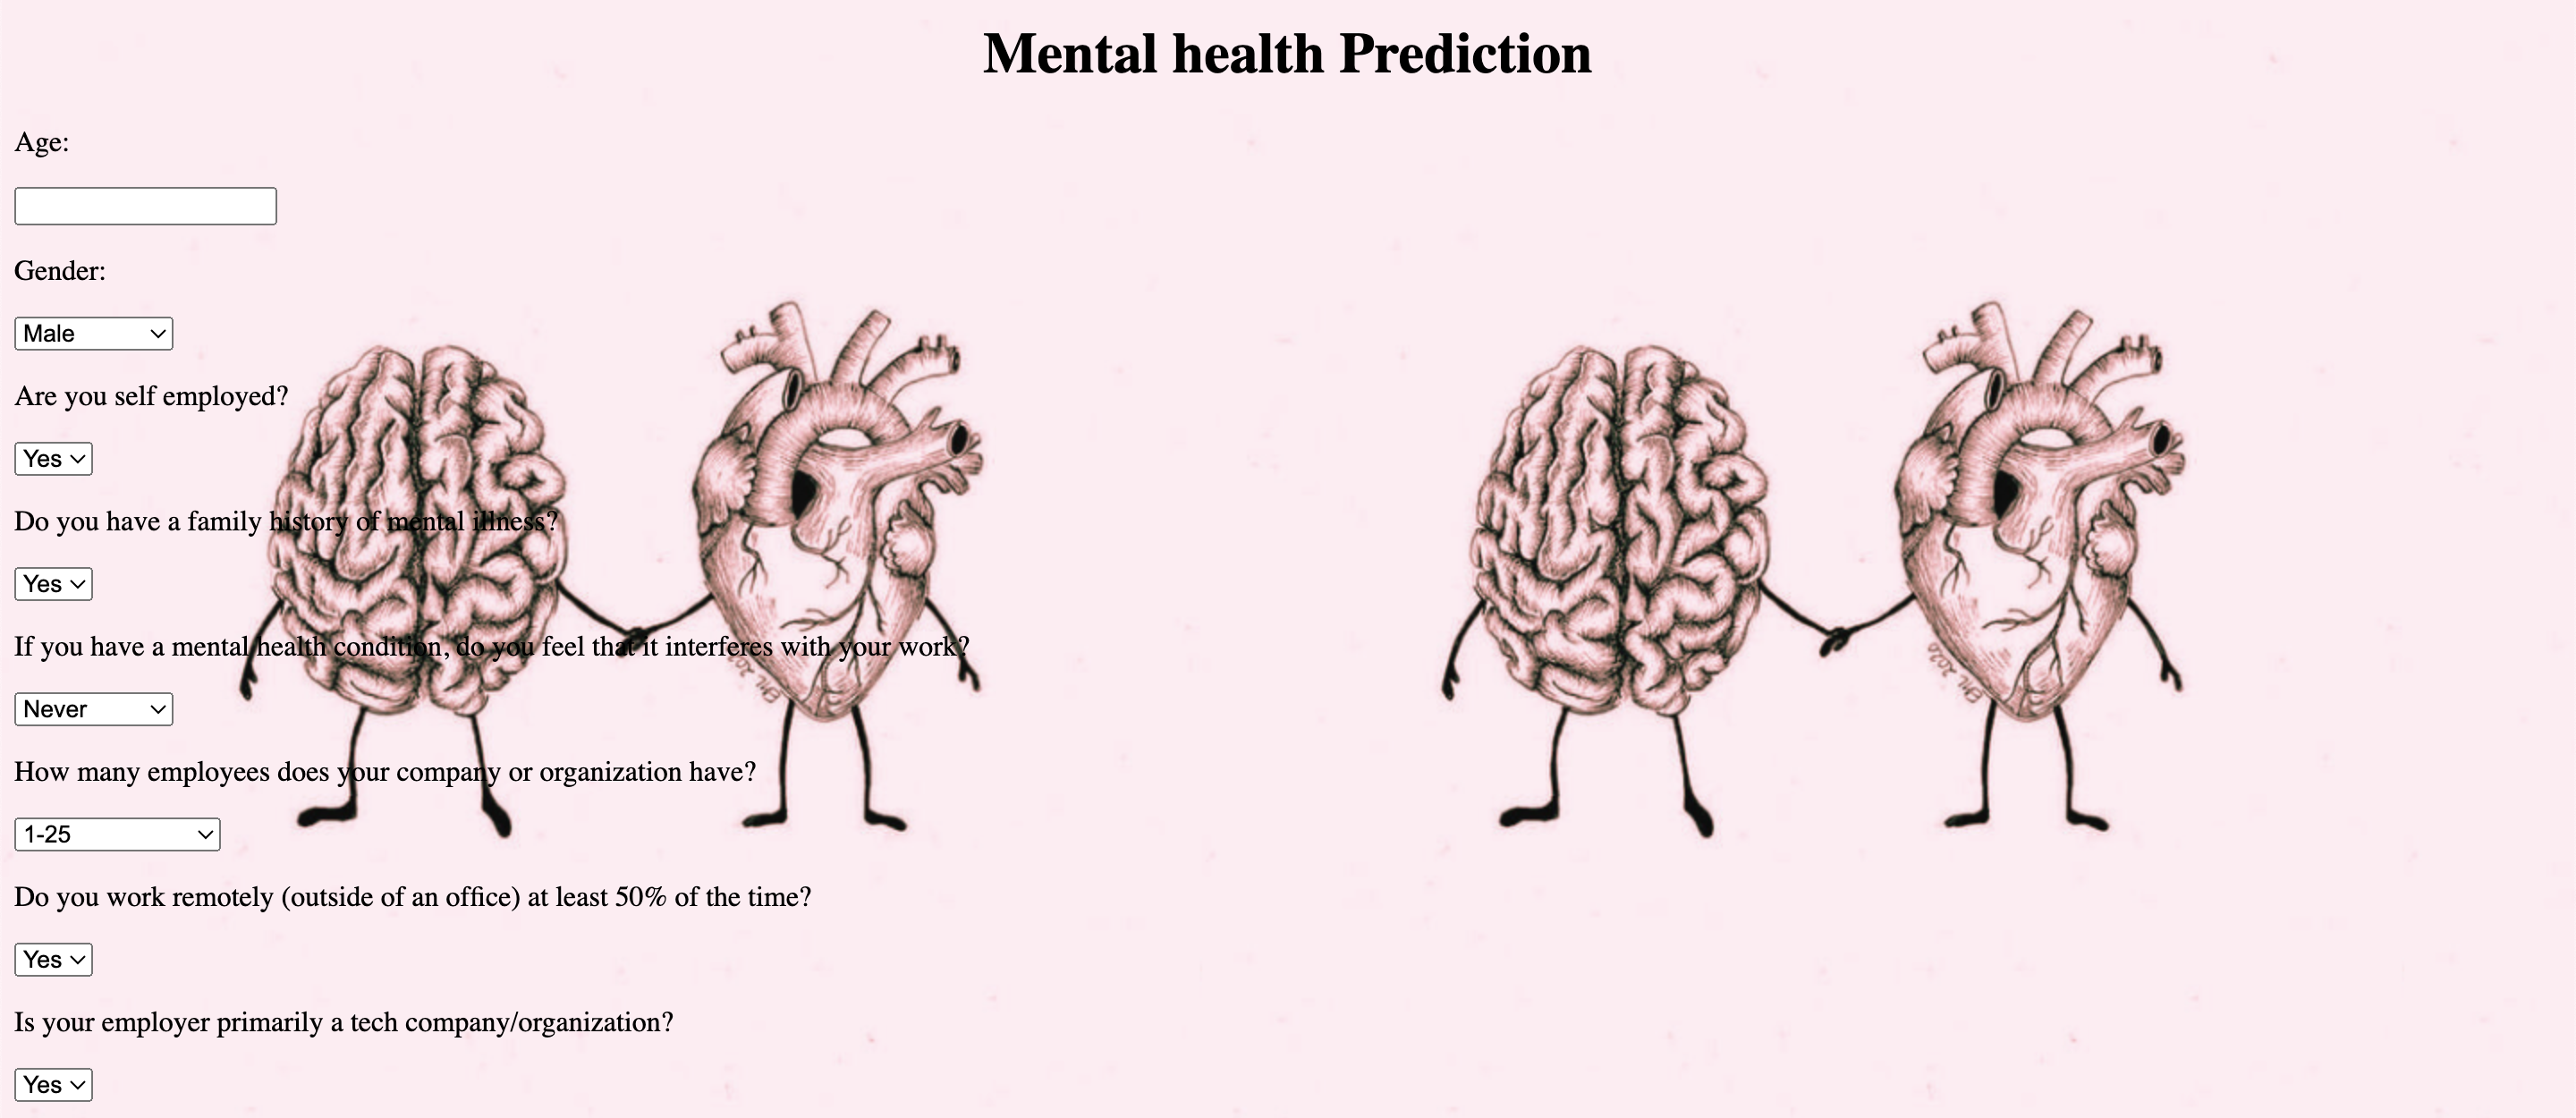 Mental health Prediction
Age:
Gender:
Male
Are you self employed?
Yes
Do you have a family history of mental illness?
Yes
If you have a mental health condition, do you feel that it interferes with your work?
Never
How many employees does your company or organization have?
1-25
Do you work remotely (outside of an office) at least 50% of the time?
Yes
Is your employer primarily a tech company/organization?
Yes
BHL 2020